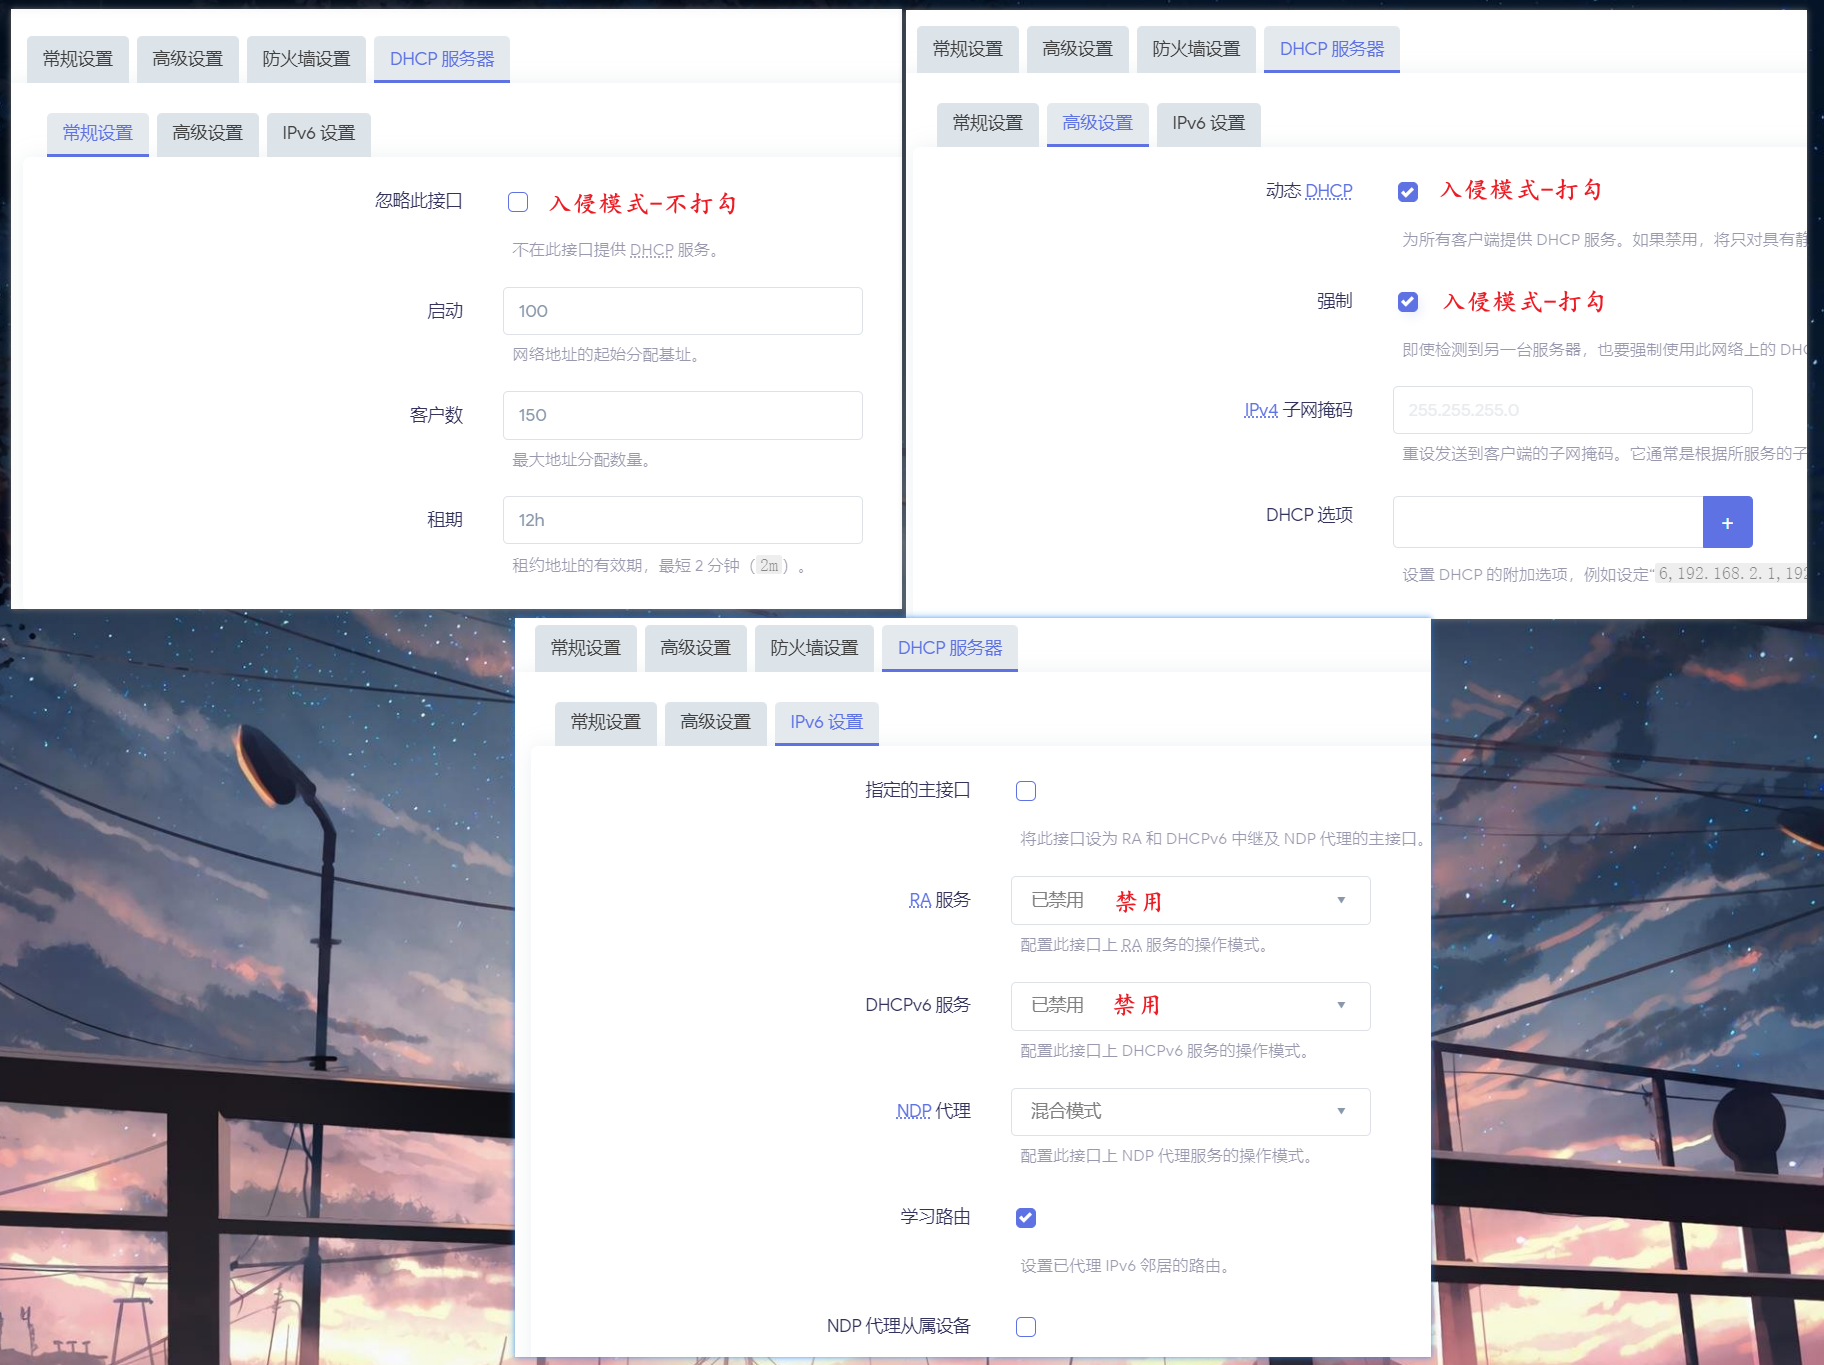 常规设置 高级设置 防火墙设置 DHCP 服务器
常规设置 高级设置 IPv6 设置
忽略此接口 入侵模式-不打勾
不在此接口提供 DHCP 服务。
启动 100
网络地址的起始分配基址。
客户数 150
最大地址分配数量。
租期 12h
租约地址的有效期，最短 2 分钟（2m）。
常规设置 高级设置 防火墙设置 DHCP 服务器
常规设置 高级设置 IPv6 设置
动态 DHCP 入侵模式-打勾
为所有客户端提供 DHCP 服务。如果禁用，将只对具有静
强制 入侵模式-打勾
即使检测到另一台服务器，也要强制使用此网络上的 DHC
IPv4 子网掩码 255.255.255.0
重设发送到客户端的子网掩码。它通常是根据所服务的子
DHCP 选项 +
设置 DHCP 的附加选项，例如设定“6,192.168.2.1,192
常规设置 高级设置 防火墙设置 DHCP 服务器
常规设置 高级设置 IPv6 设置
指定的主接口
将此接口设为 RA 和 DHCPv6 中继及 NDP 代理的主接口。
RA 服务 已禁用 禁用
配置此接口上 RA 服务的操作模式。
DHCPv6 服务 已禁用 禁用
配置此接口上 DHCPv6 服务的操作模式。
NDP 代理 混合模式
配置此接口上 NDP 代理服务的操作模式。
学习路由
设置已代理 IPv6 邻居的路由。
NDP 代理从属设备